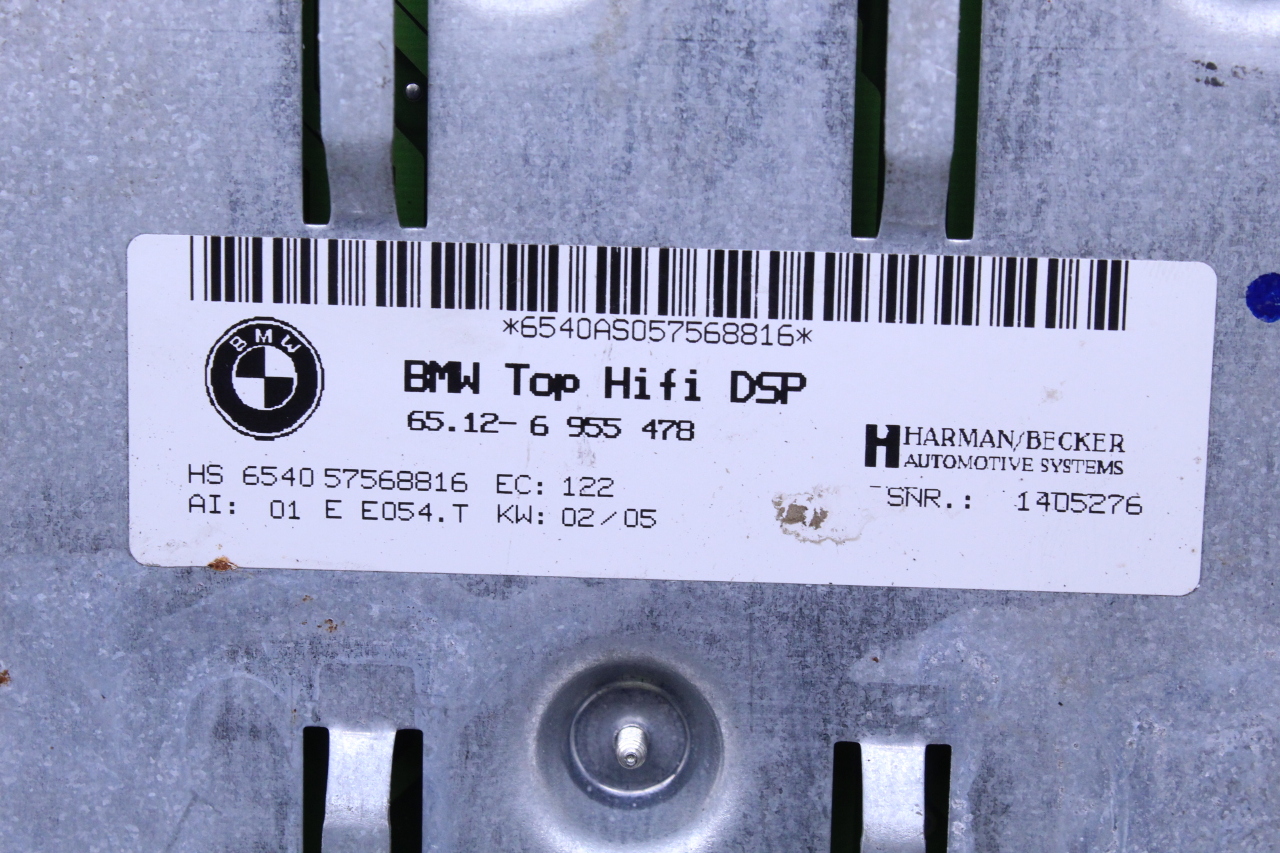 *6540AS057568816*
BMW
BMW Top Hifi DSP
65.12- 6 955 478
HARMAN/BECKER
AUTOMOTIVE SYSTEMS
HS 6540 57568816 EC: 122
SNR.: 1405276
AI: 01 E E054.T KW: 02/05